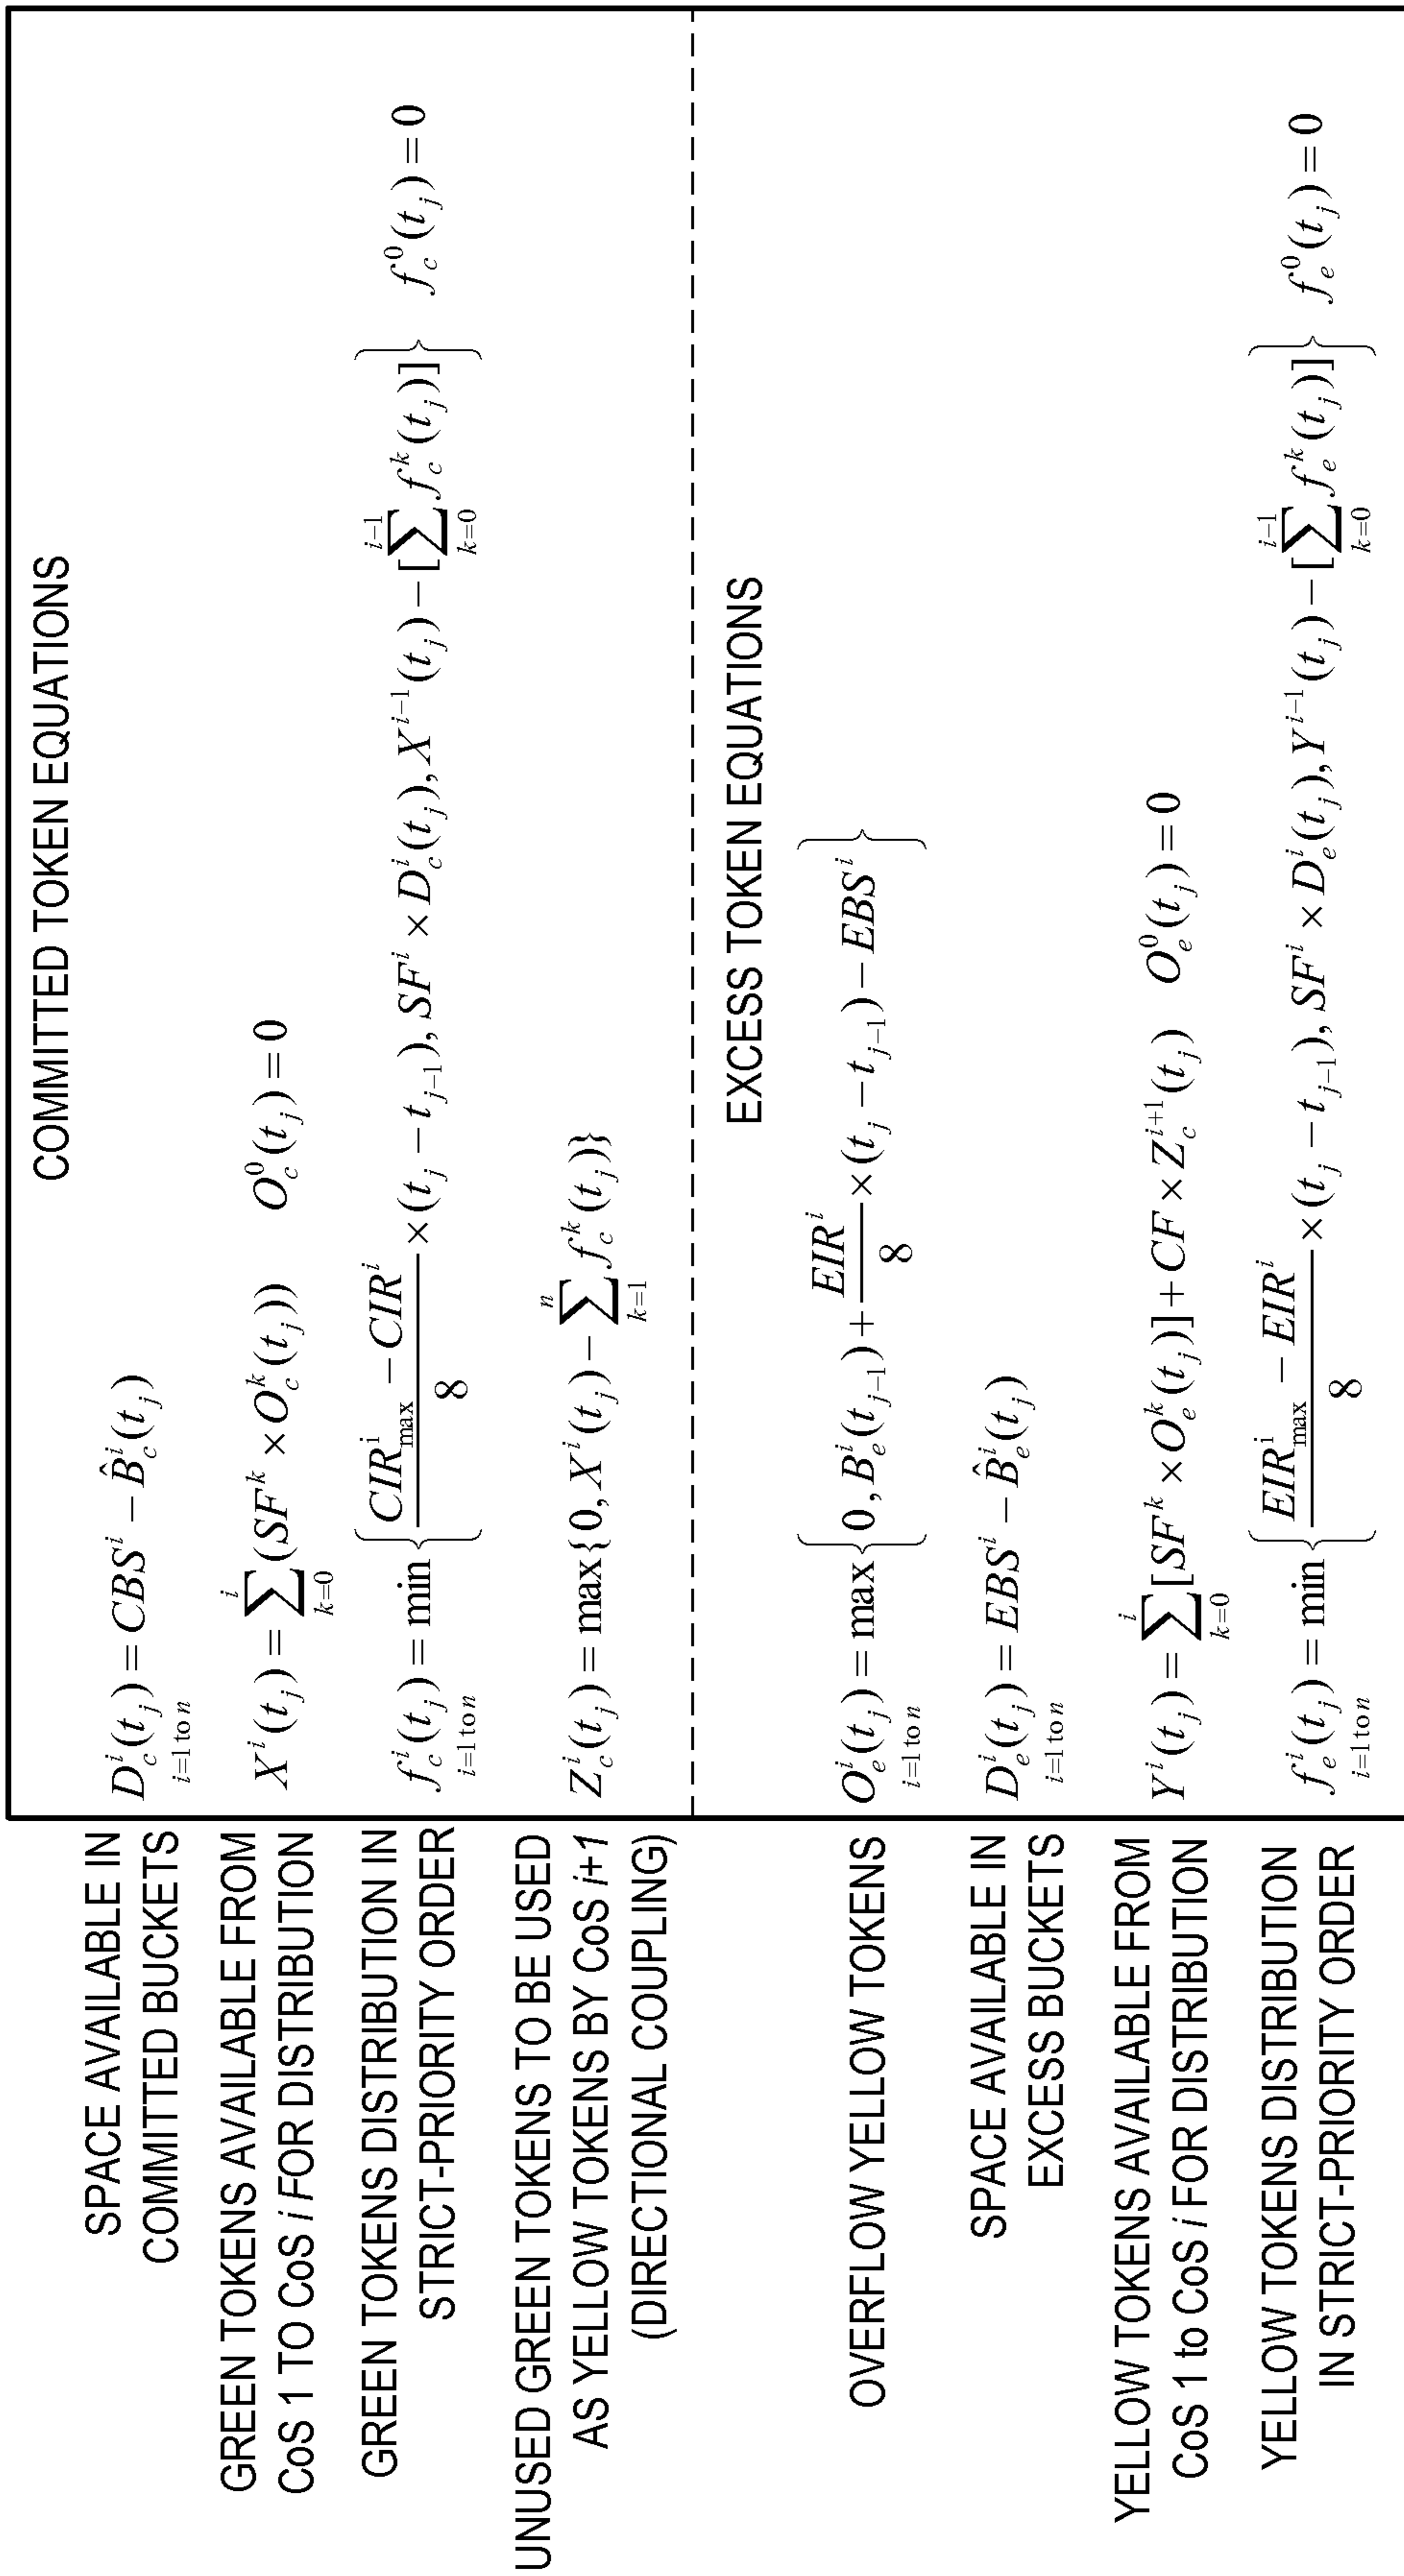 COMMITTED TOKEN EQUATIONS
SPACE AVAILABLE IN
COMMITTED BUCKETS
D_c^i(t_j) = CBS^i − B̂_c^i(t_j)
i=1 to n
GREEN TOKENS AVAILABLE FROM
CoS 1 TO CoS i FOR DISTRIBUTION
X^i(t_j) = ∑_{k=0}^{i} (SF^k × O_c^k(t_j)) O_c^0(t_j) = 0
GREEN TOKENS DISTRIBUTION IN
STRICT-PRIORITY ORDER
f_c^i(t_j) = min { (CIR_max^i − CIR^i)/8 × (t_j − t_{j−1}), SF^i × D_c^i(t_j), X^{i−1}(t_j) − [∑_{k=0}^{i−1} f_c^k(t_j)] } f_c^0(t_j) = 0
i=1 to n
UNUSED GREEN TOKENS TO BE USED
AS YELLOW TOKENS BY CoS i+1
(DIRECTIONAL COUPLING)
Z_c^i(t_j) = max{0, X^i(t_j) − ∑_{k=1}^{n} f_c^k(t_j)}
EXCESS TOKEN EQUATIONS
OVERFLOW YELLOW TOKENS
O_e^i(t_j) = max { 0, B_e^i(t_{j−1}) + EIR^i/8 × (t_j − t_{j−1}) − EBS^i }
i=1 to n
SPACE AVAILABLE IN
EXCESS BUCKETS
D_e^i(t_j) = EBS^i − B̂_e^i(t_j)
i=1 to n
YELLOW TOKENS AVAILABLE FROM
CoS 1 to CoS i FOR DISTRIBUTION
Y^i(t_j) = ∑_{k=0}^{i} [SF^k × O_e^k(t_j)] + CF × Z_c^{i+1}(t_j) O_e^0(t_j) = 0
YELLOW TOKENS DISTRIBUTION
IN STRICT-PRIORITY ORDER
f_e^i(t_j) = min { (EIR_max^i − EIR^i)/8 × (t_j − t_{j−1}), SF^i × D_e^i(t_j), Y^{i−1}(t_j) − [∑_{k=0}^{i−1} f_e^k(t_j)] } f_e^0(t_j) = 0
i=1 to n